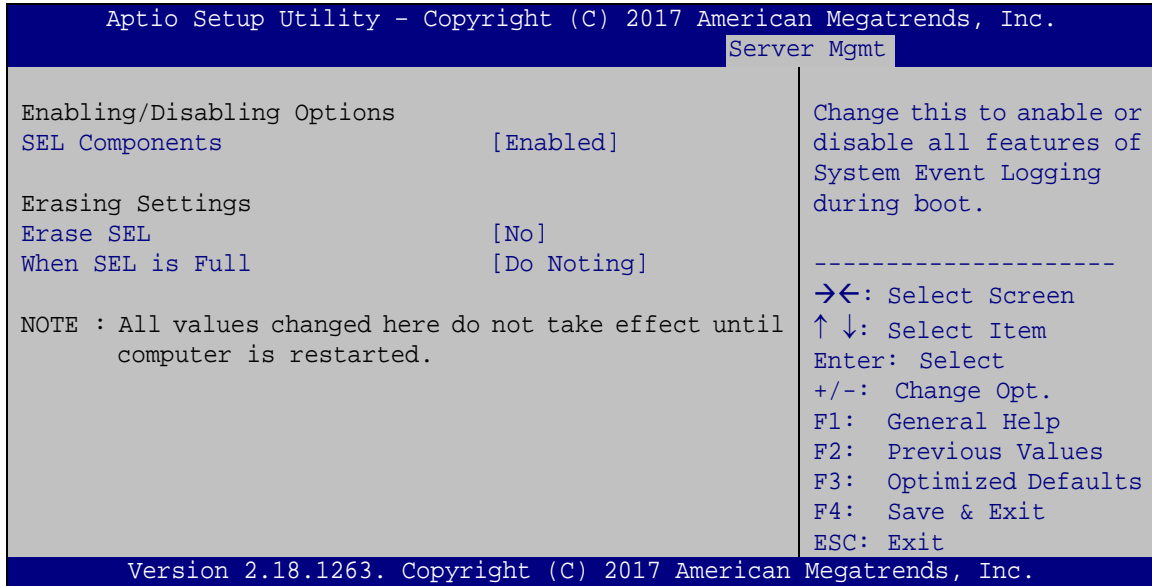 Aptio Setup Utility – Copyright (C) 2017 American Megatrends, Inc.
Server Mgmt
Enabling/Disabling Options
SEL Components [Enabled]
Erasing Settings
Erase SEL [No]
When SEL is Full [Do Noting]
NOTE : All values changed here do not take effect until
computer is restarted.
Change this to anable or
disable all features of
System Event Logging
during boot.
---------------------
→←: Select Screen
↑ ↓: Select Item
Enter: Select
+/-: Change Opt.
F1: General Help
F2: Previous Values
F3: Optimized Defaults
F4: Save & Exit
ESC: Exit
Version 2.18.1263. Copyright (C) 2017 American Megatrends, Inc.